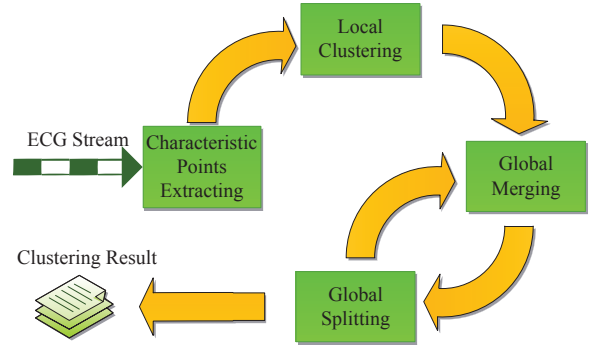 Local
Clustering
ECG Stream
Characteristic
Points
Extracting
Global
Merging
Clustering Result
Global
Splitting